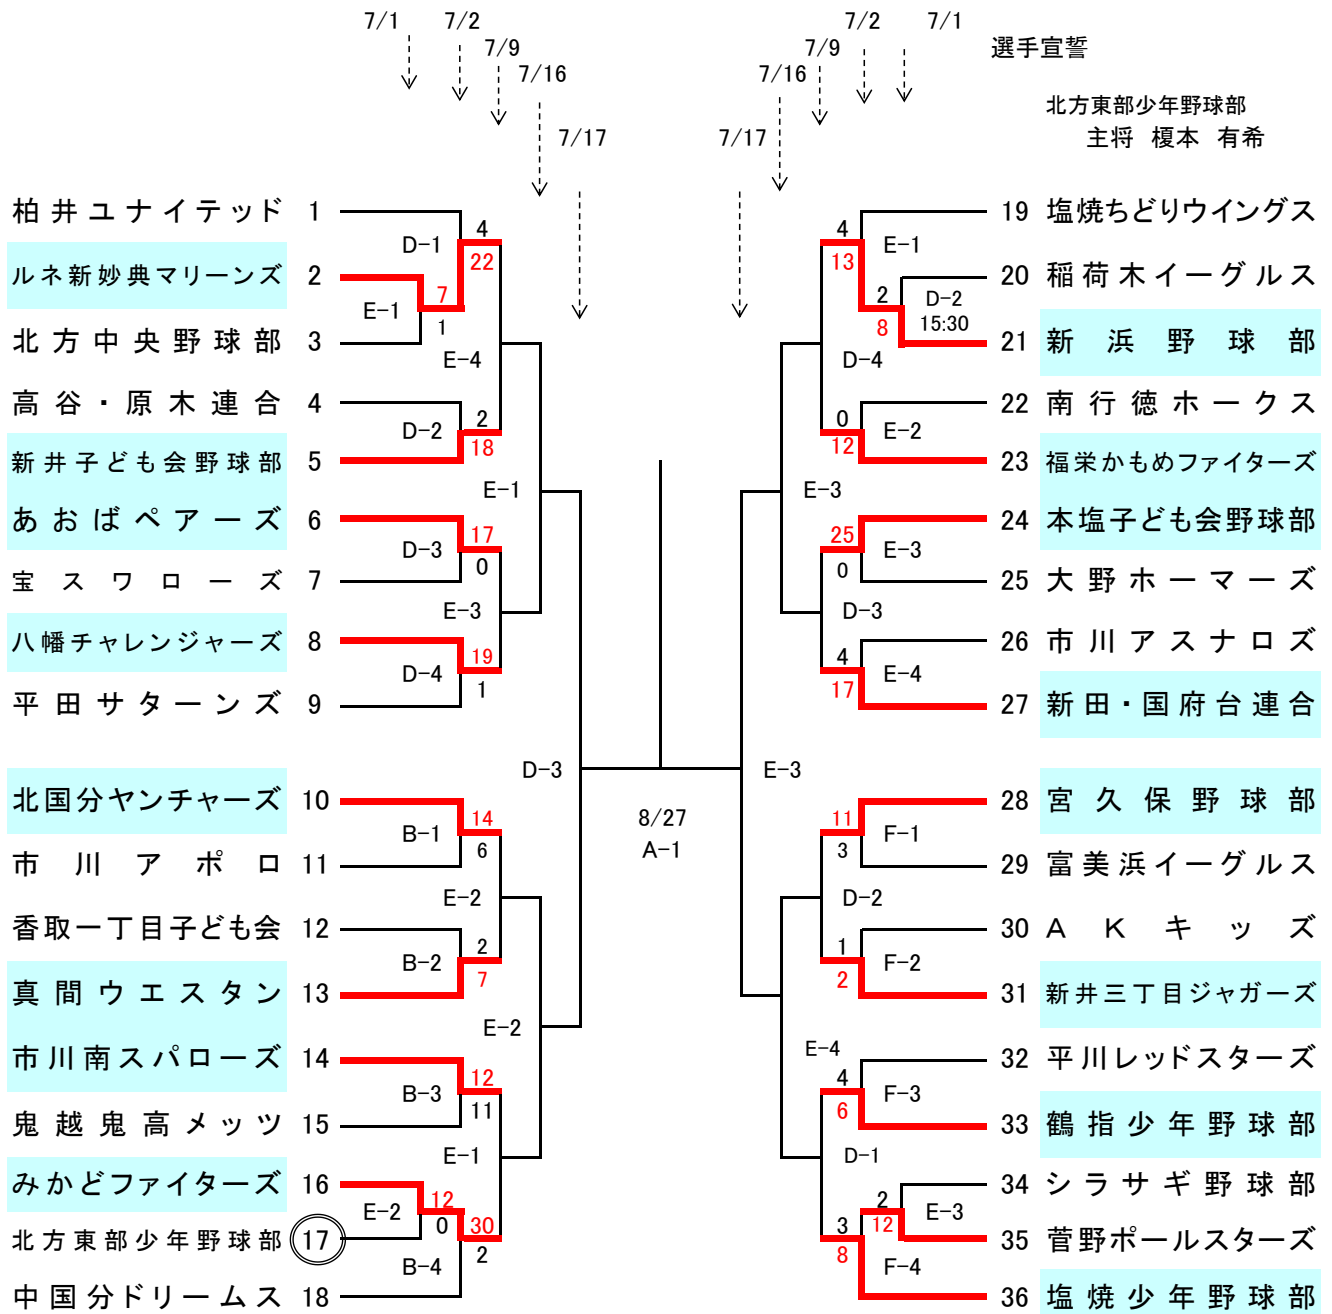 7/1
7/2
7/9
7/16
7/17
7/17
7/16
7/9
7/2
7/1
選手宣誓
北方東部少年野球部
主将 榎本 有希
柏井ユナイテッド 1
ルネ新妙典マリーンズ 2
北方中央野球部 3
高谷・原木連合 4
新井子ども会野球部 5
あおばペアーズ 6
宝スワローズ 7
八幡チャレンジャーズ 8
平田サターンズ 9
北国分ヤンチャーズ 10
市川アポロ 11
香取一丁目子ども会 12
真間ウエスタン 13
市川南スパローズ 14
鬼越鬼高メッツ 15
みかどファイターズ 16
北方東部少年野球部 17
中国分ドリームス 18
D-1
4
22
E-1
7
1
E-4
D-2
2
18
E-1
D-3
17
0
E-3
D-4
19
1
D-3
B-1
14
6
E-2
B-2
2
7
E-2
B-3
12
11
E-1
E-2
12
0
30
2
B-4
8/27
A-1
19 塩焼ちどりウイングス
20 稲荷木イーグルス
21 新浜野球部
22 南行徳ホークス
23 福栄かもめファイターズ
24 本塩子ども会野球部
25 大野ホーマーズ
26 市川アスナロズ
27 新田・国府台連合
28 宮久保野球部
29 富美浜イーグルス
30 AKキッズ
31 新井三丁目ジャガーズ
32 平川レッドスターズ
33 鶴指少年野球部
34 シラサギ野球部
35 菅野ポールスターズ
36 塩焼少年野球部
4
13
E-1
2
8
D-2
15:30
D-4
0
12
E-2
E-3
25
0
E-3
D-3
4
17
E-4
E-3
11
3
F-1
D-2
1
2
F-2
E-4
4
6
F-3
D-1
2
12
E-3
3
8
F-4